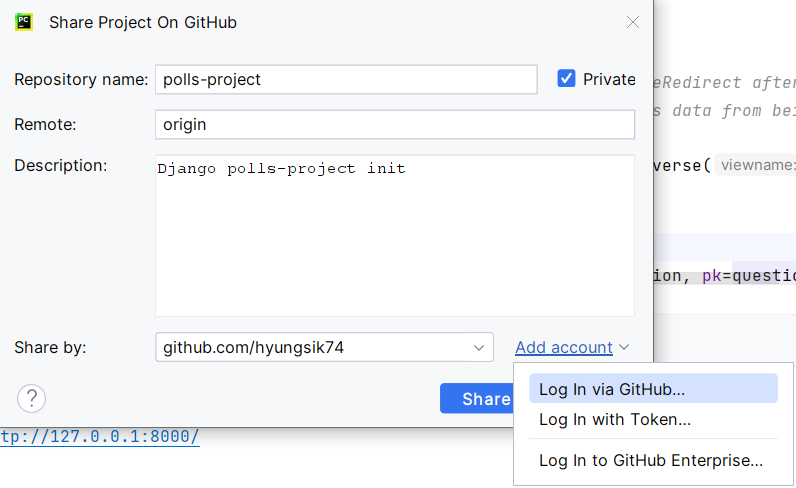 PC
Share Project On GitHub
Repository name: polls-project Private
Remote: origin
Description: Django polls-project init
Share by: github.com/hyungsik74 Add account
? Share
Log In via GitHub...
Log In with Token...
Log In to GitHub Enterprise...
eRedirect after
s data from bei
verse( viewname:
ion, pk=questio
tp://127.0.0.1:8000/